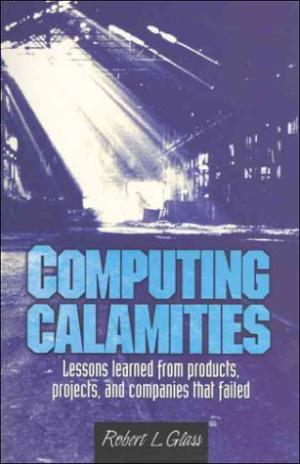 COMPUTING
CALAMITIES
Lessons learned from products,
projects, and companies that failed
Robert L. Glass